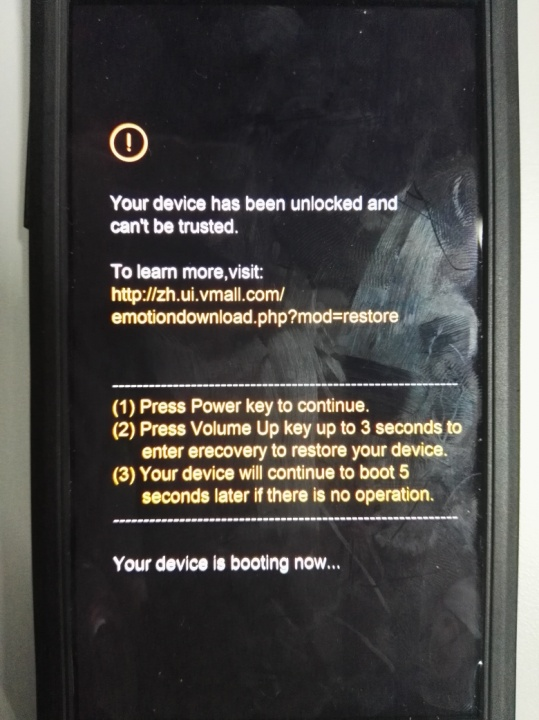 Your device has been unlocked and
can't be trusted.
To learn more,visit:
http://zh.ui.vmall.com/
emotiondownload.php?mod=restore
(1) Press Power key to continue.
(2) Press Volume Up key up to 3 seconds to
enter erecovery to restore your device.
(3) Your device will continue to boot 5
seconds later if there is no operation.
Your device is booting now...